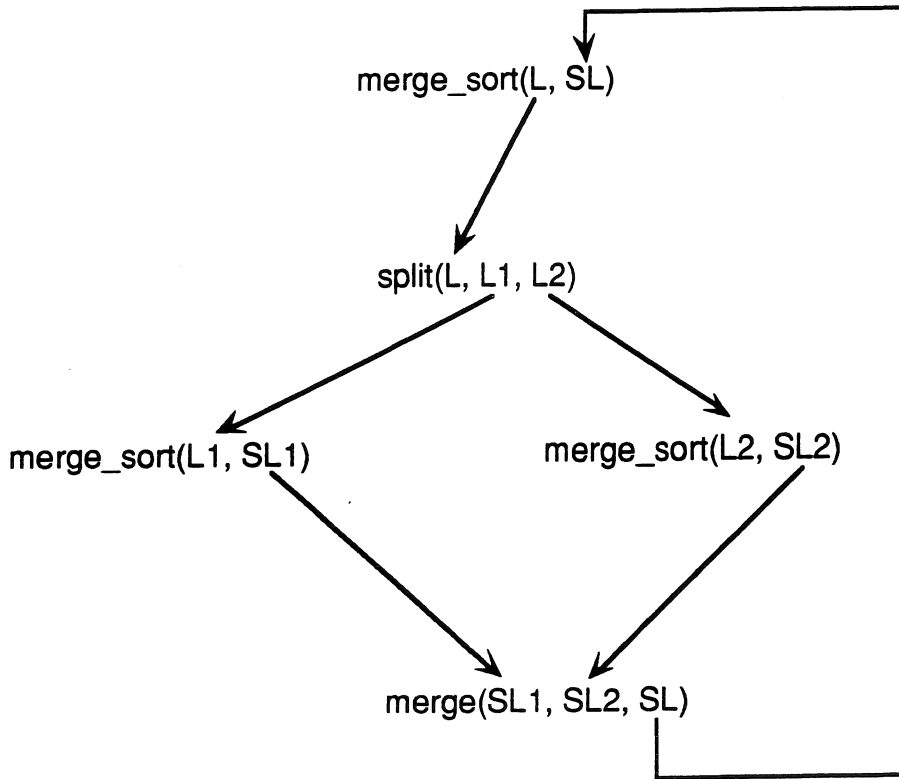 merge_sort(L, SL)
split(L, L1, L2)
merge_sort(L1, SL1)
merge_sort(L2, SL2)
merge(SL1, SL2, SL)